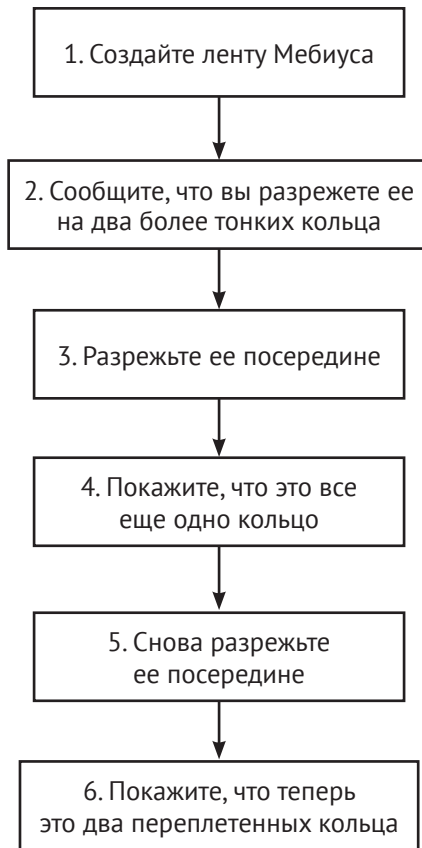 1. Создайте ленту Мебиуса
2. Сообщите, что вы разрежете ее
на два более тонких кольца
3. Разрежьте ее посередине
4. Покажите, что это все
еще одно кольцо
5. Снова разрежьте
ее посередине
6. Покажите, что теперь
это два переплетенных кольца